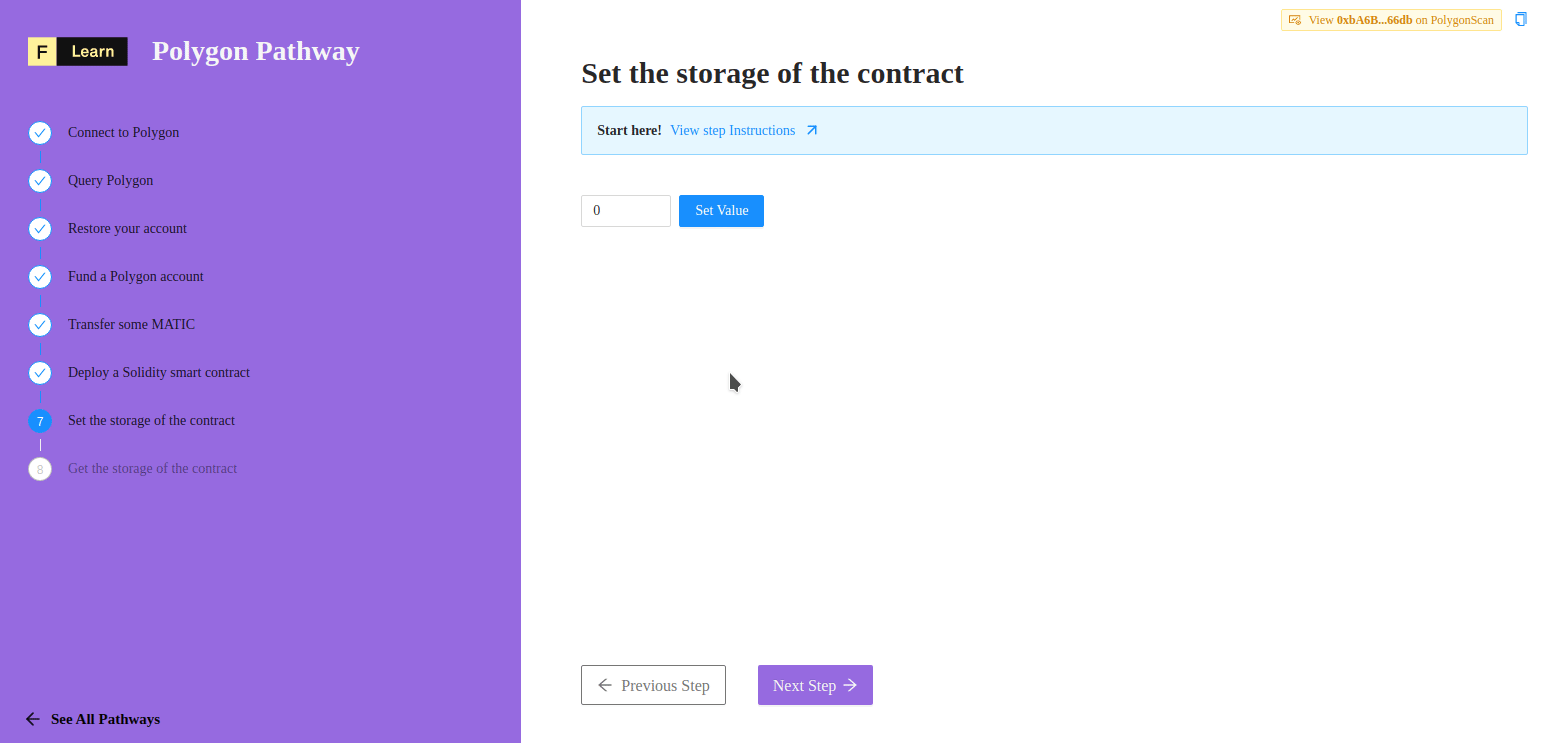 F Learn Polygon Pathway
Connect to Polygon
Query Polygon
Restore your account
Fund a Polygon account
Transfer some MATIC
Deploy a Solidity smart contract
7 Set the storage of the contract
8 Get the storage of the contract
See All Pathways
View 0xbA6B...66db on PolygonScan
Set the storage of the contract
Start here! View step Instructions
0 Set Value
Previous Step Next Step